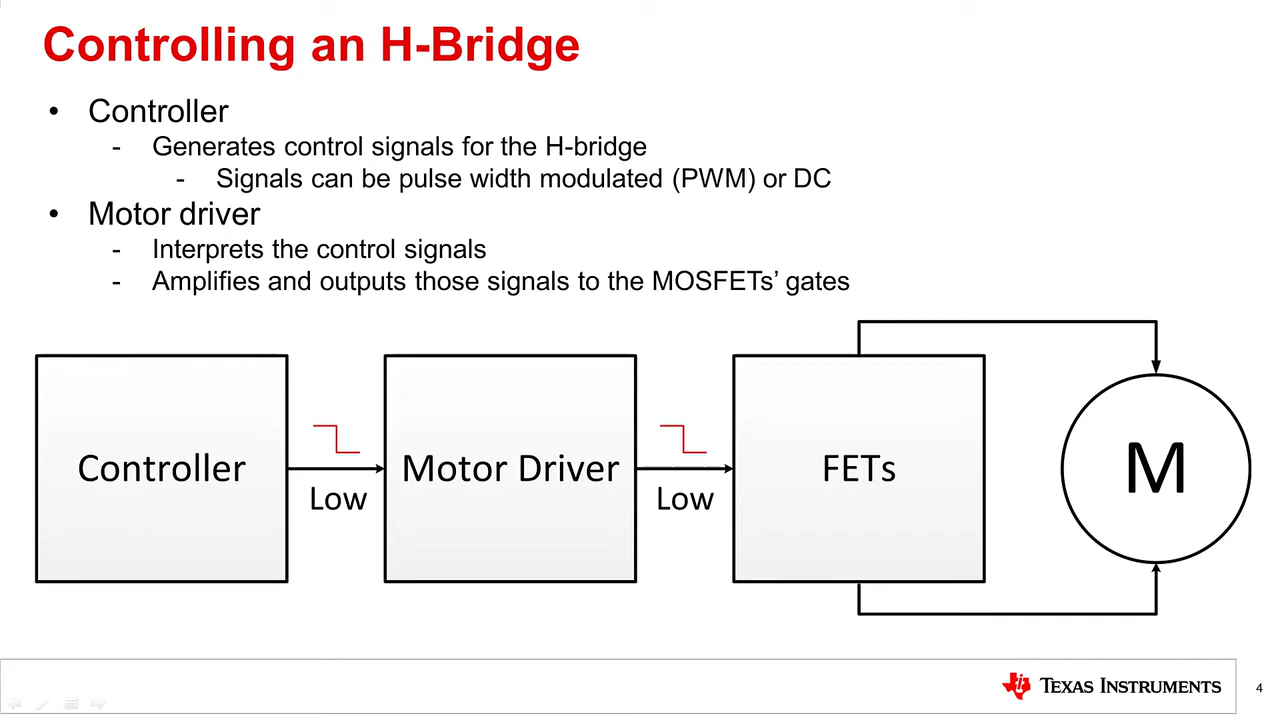 Controlling an H-Bridge
• Controller
- Generates control signals for the H-bridge
- Signals can be pulse width modulated (PWM) or DC
• Motor driver
- Interprets the control signals
- Amplifies and outputs those signals to the MOSFETs’ gates
Controller
Low
Motor Driver
Low
FETs
M
TEXAS INSTRUMENTS
4